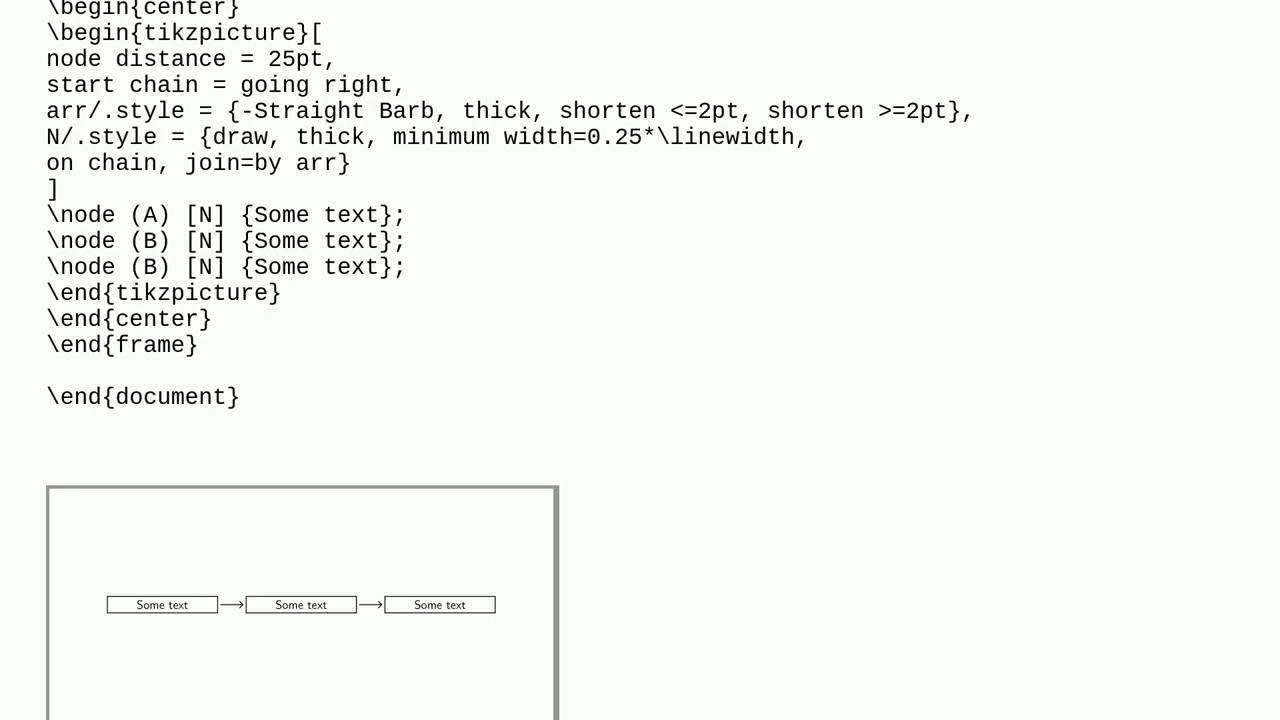 \begin{center}
\begin{tikzpicture}[
node distance = 25pt,
start chain = going right,
arr/.style = {-Straight Barb, thick, shorten <=2pt, shorten >=2pt},
N/.style = {draw, thick, minimum width=0.25*\linewidth,
on chain, join=by arr}
]
\node (A) [N] {Some text};
\node (B) [N] {Some text};
\node (B) [N] {Some text};
\end{tikzpicture}
\end{center}
\end{frame}
\end{document}
Some text Some text Some text